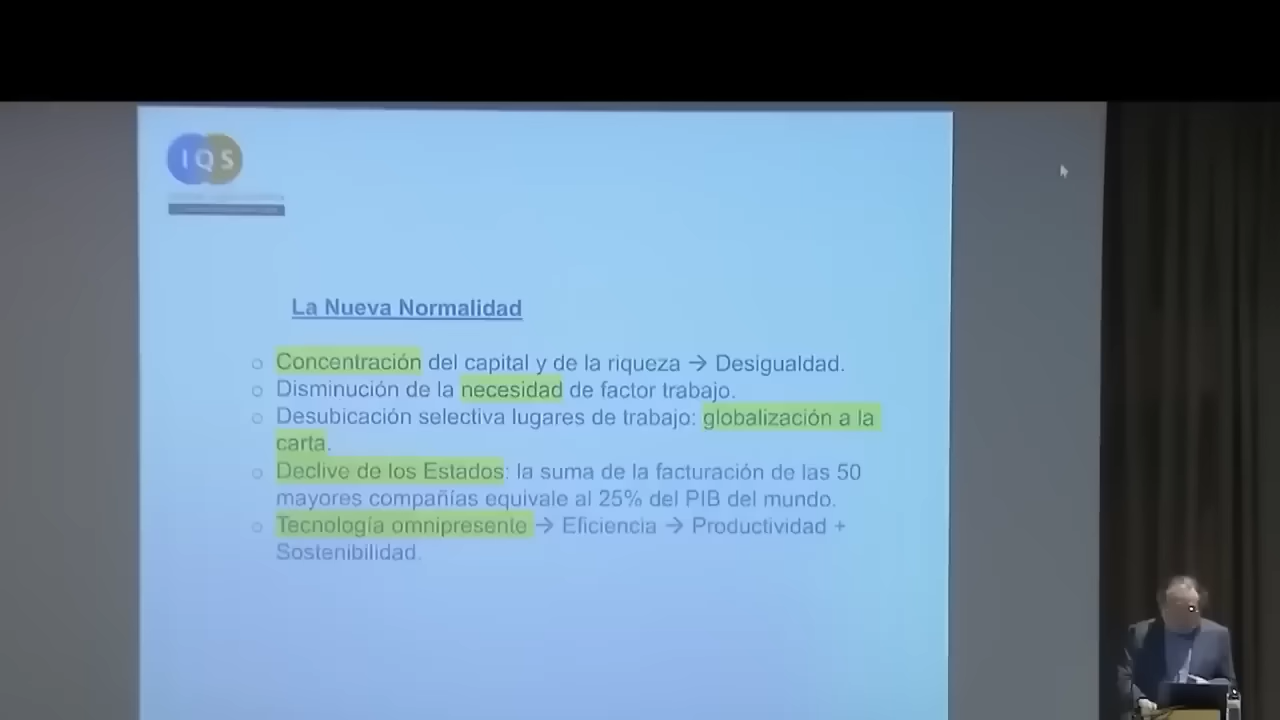 IQS
La Nueva Normalidad
o Concentración del capital y de la riqueza → Desigualdad.
o Disminución de la necesidad de factor trabajo.
o Desubicación selectiva lugares de trabajo: globalización a la
carta.
o Declive de los Estados: la suma de la facturación de las 50
mayores compañías equivale al 25% del PIB del mundo.
o Tecnología omnipresente → Eficiencia → Productividad +
Sostenibilidad.